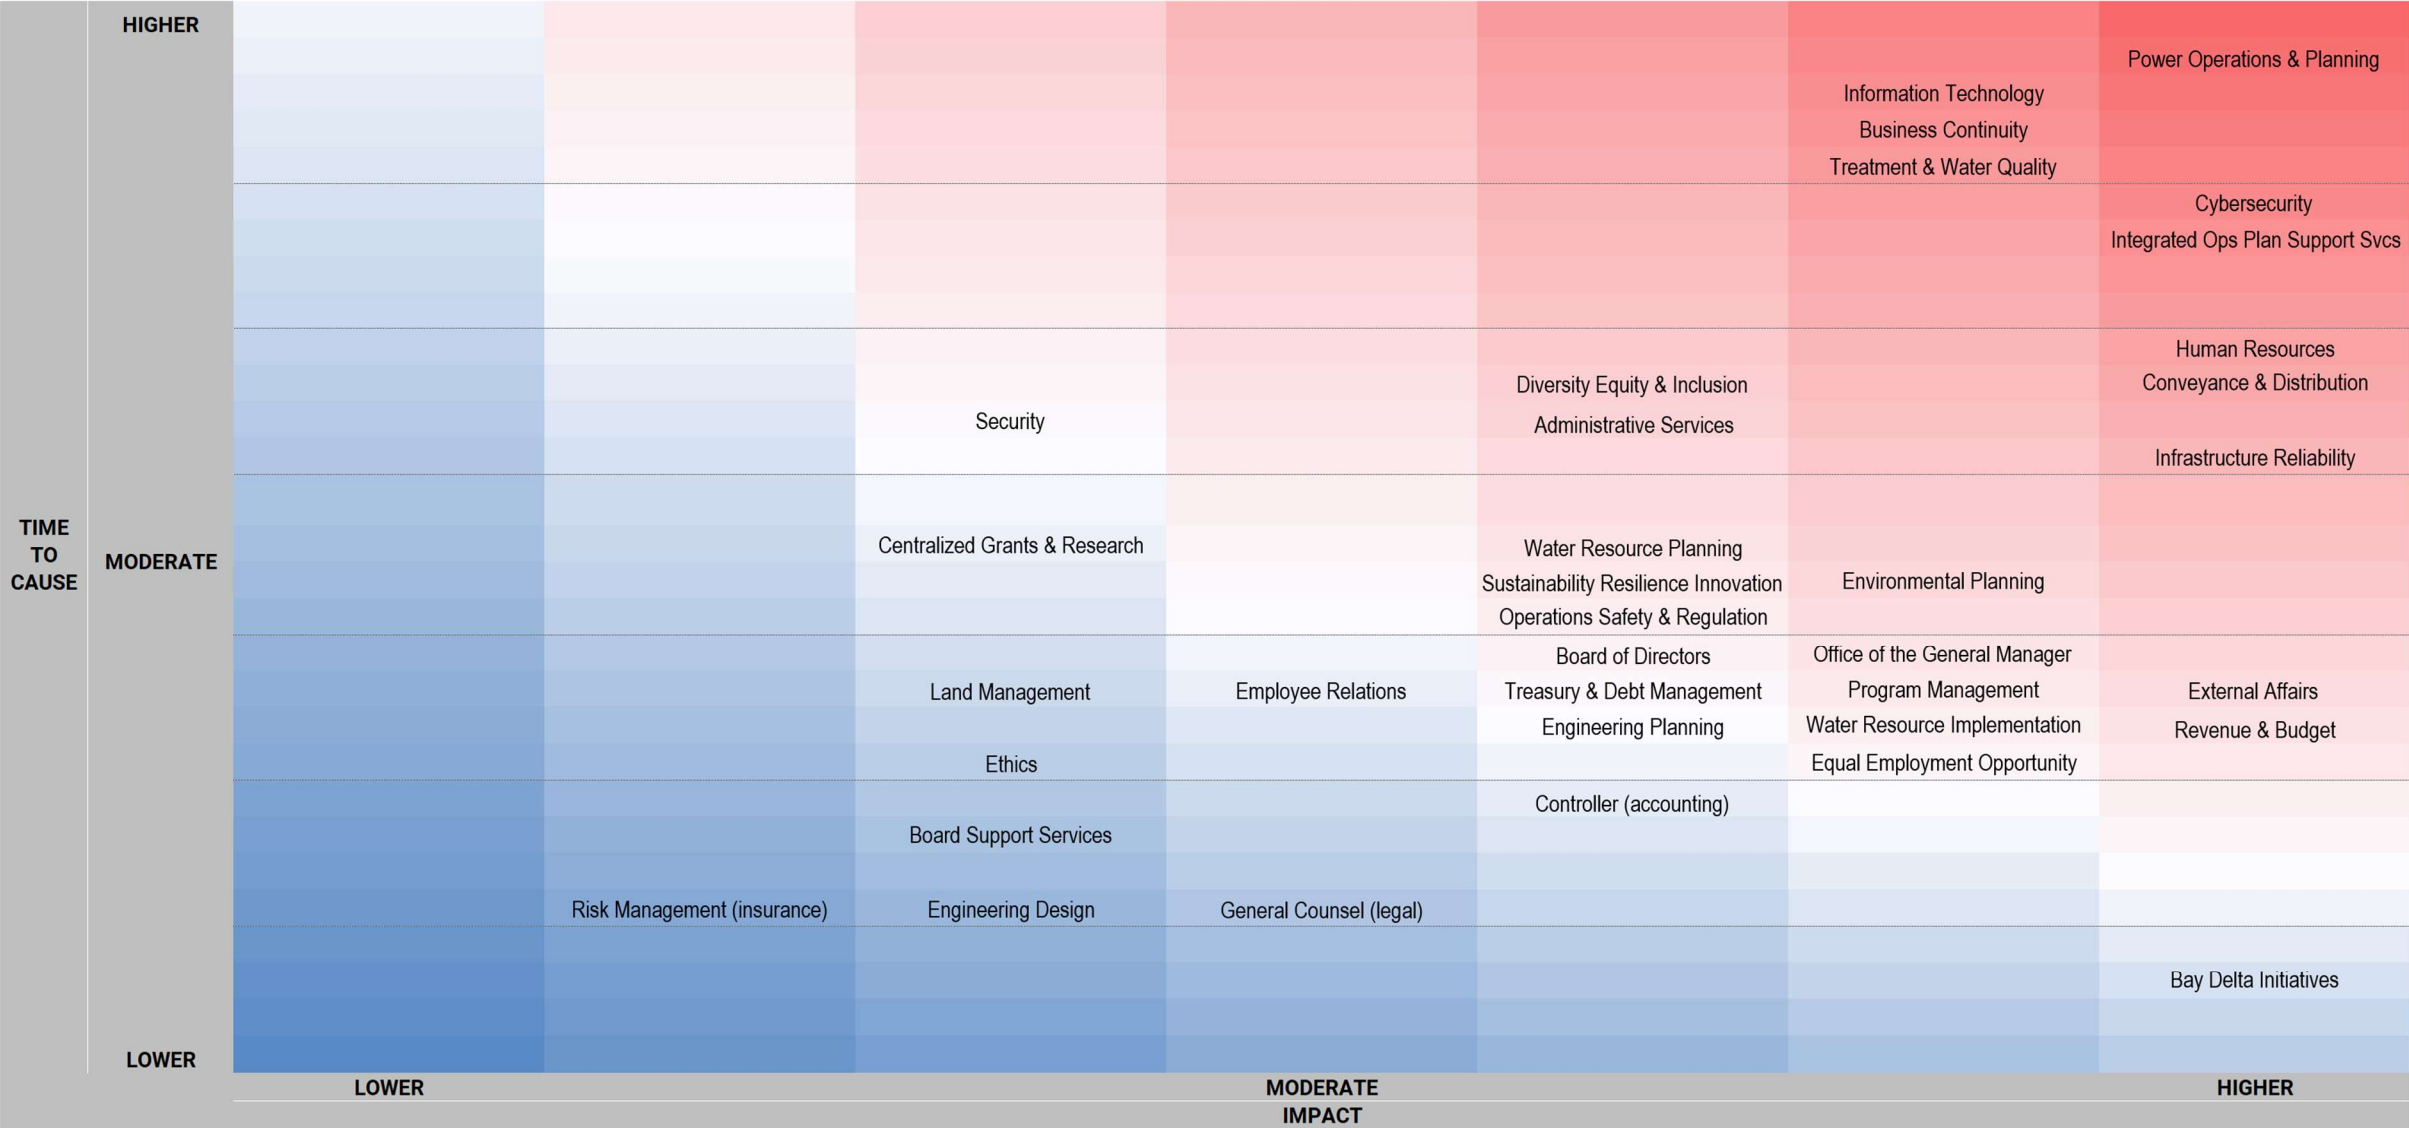 HIGHER
Power Operations & Planning
Information Technology
Business Continuity
Treatment & Water Quality
Cybersecurity
Integrated Ops Plan Support Svcs
Human Resources
Diversity Equity & Inclusion
Conveyance & Distribution
Security
Administrative Services
Infrastructure Reliability
TIME
TO
CAUSE
MODERATE
Centralized Grants & Research
Water Resource Planning
Sustainability Resilience Innovation
Environmental Planning
Operations Safety & Regulation
Board of Directors
Office of the General Manager
Land Management
Employee Relations
Treasury & Debt Management
Program Management
External Affairs
Engineering Planning
Water Resource Implementation
Revenue & Budget
Ethics
Equal Employment Opportunity
Controller (accounting)
Board Support Services
Risk Management (insurance)
Engineering Design
General Counsel (legal)
Bay Delta Initiatives
LOWER
LOWER
MODERATE
HIGHER
IMPACT